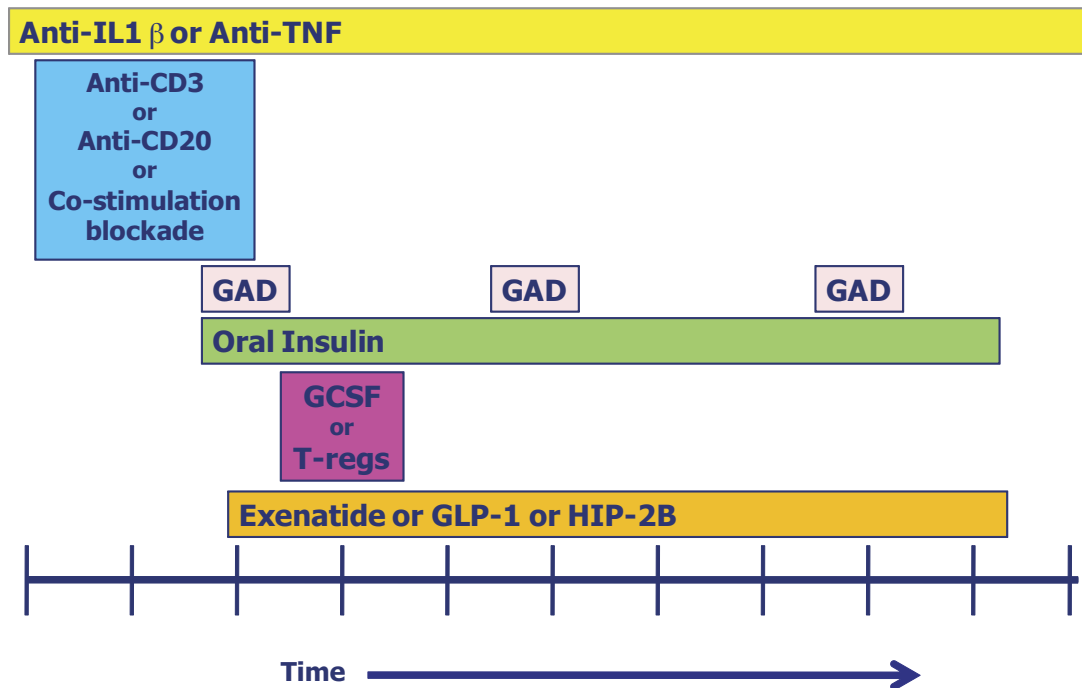 Anti-IL1 β or Anti-TNF
Anti-CD3
or
Anti-CD20
or
Co-stimulation
blockade
GAD GAD GAD
Oral Insulin
GCSF
or
T-regs
Exenatide or GLP-1 or HIP-2B
Time